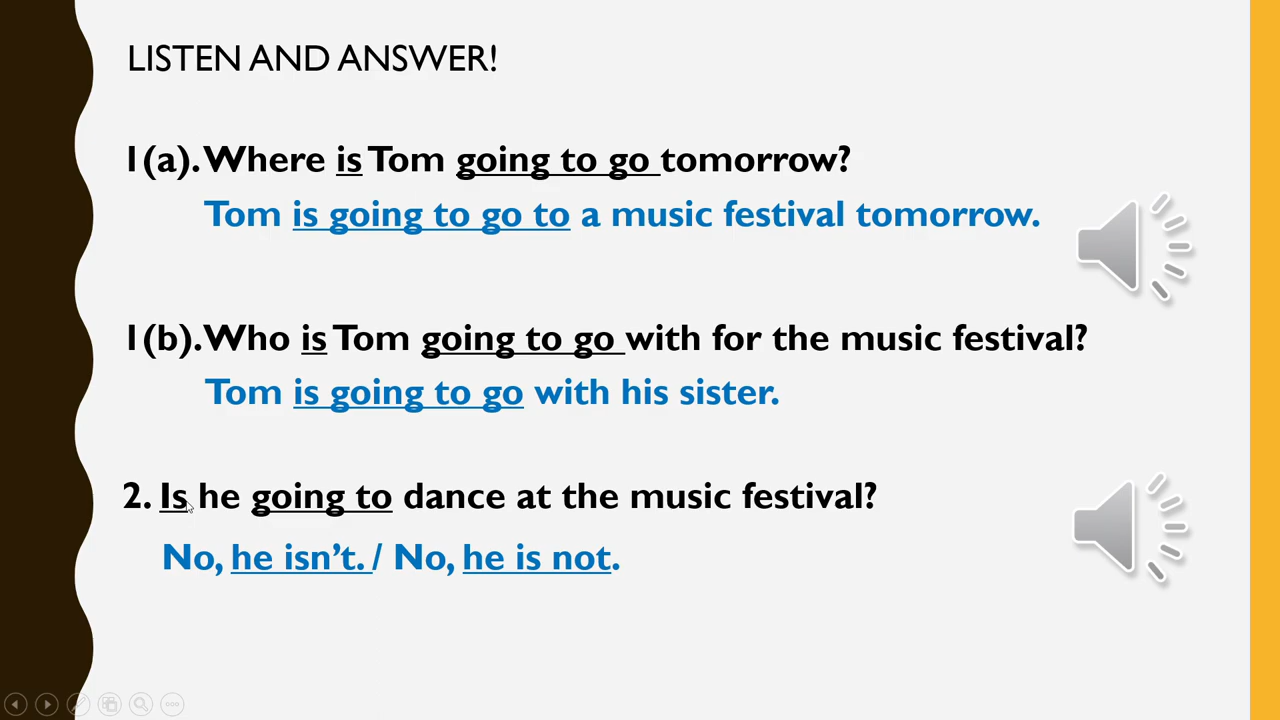 LISTEN AND ANSWER!
1(a). Where is Tom going to go tomorrow?
Tom is going to go to a music festival tomorrow.
1(b). Who is Tom going to go with for the music festival?
Tom is going to go with his sister.
2. Is he going to dance at the music festival?
No, he isn’t. / No, he is not.